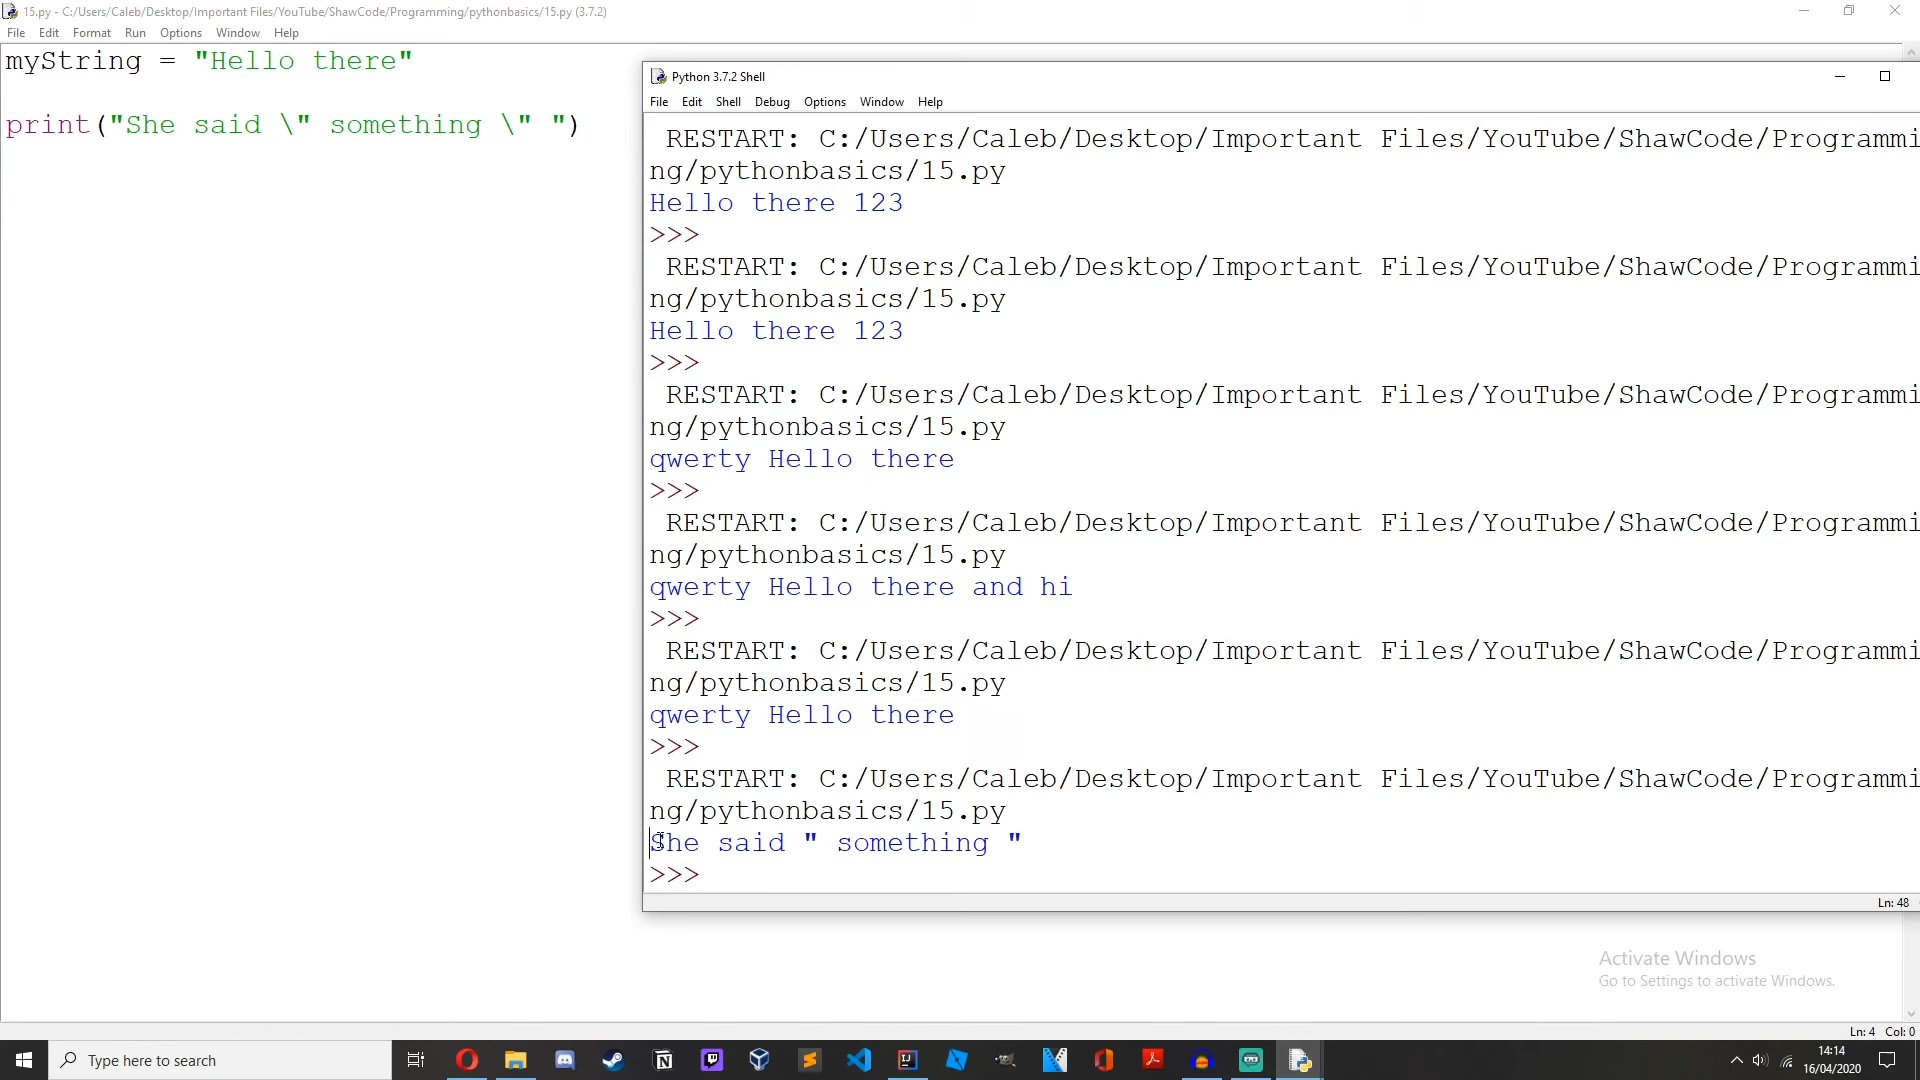 15.py - C:/Users/Caleb/Desktop/Important Files/YouTube/ShawCode/Programming/pythonbasics/15.py (3.7.2)
File Edit Format Run Options Window Help
myString = "Hello there"
print("She said \" something \" ")
Python 3.7.2 Shell
File Edit Shell Debug Options Window Help
RESTART: C:/Users/Caleb/Desktop/Important Files/YouTube/ShawCode/Programmi
ng/pythonbasics/15.py
Hello there 123
>>>
RESTART: C:/Users/Caleb/Desktop/Important Files/YouTube/ShawCode/Programmi
ng/pythonbasics/15.py
Hello there 123
>>>
RESTART: C:/Users/Caleb/Desktop/Important Files/YouTube/ShawCode/Programmi
ng/pythonbasics/15.py
qwerty Hello there
>>>
RESTART: C:/Users/Caleb/Desktop/Important Files/YouTube/ShawCode/Programmi
ng/pythonbasics/15.py
qwerty Hello there and hi
>>>
RESTART: C:/Users/Caleb/Desktop/Important Files/YouTube/ShawCode/Programmi
ng/pythonbasics/15.py
qwerty Hello there
>>>
RESTART: C:/Users/Caleb/Desktop/Important Files/YouTube/ShawCode/Programmi
ng/pythonbasics/15.py
She said " something "
>>>
Ln: 48
Activate Windows
Go to Settings to activate Windows.
Ln: 4 Col: 0
Type here to search
14:14
16/04/2020